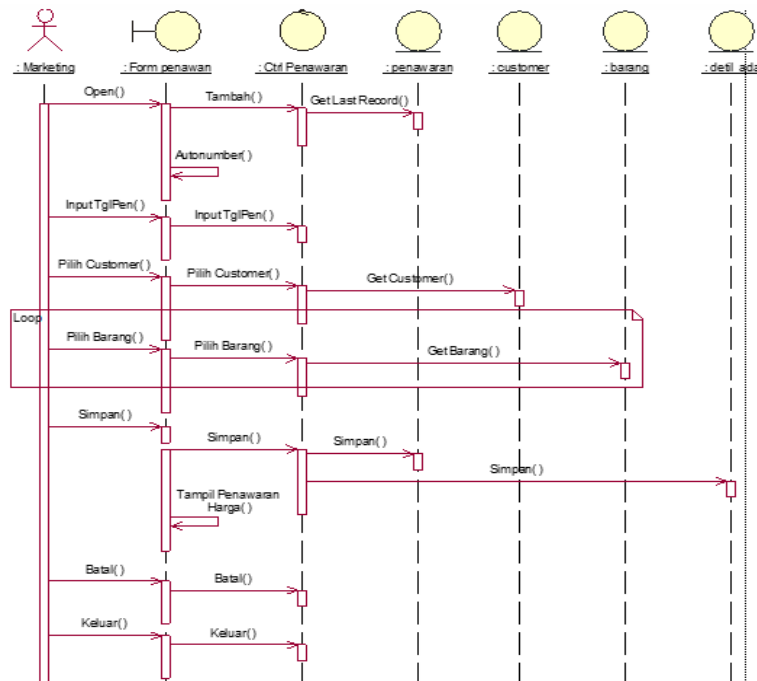 : Marketing
: Form penawan
: Ctrl Penawaran
: penawaran
: customer
: barang
: detil ada
Open()
Tambah()
Get Last Record()
Autonumber()
Input TglPen()
Input TglPen()
Pilih Customer()
Pilih Customer()
Get Customer()
Loop
Pilih Barang()
Pilih Barang()
Get Barang()
Simpan()
Simpan()
Simpan()
Simpan()
Tampil Penawaran
Harga()
Batal()
Batal()
Keluar()
Keluar()